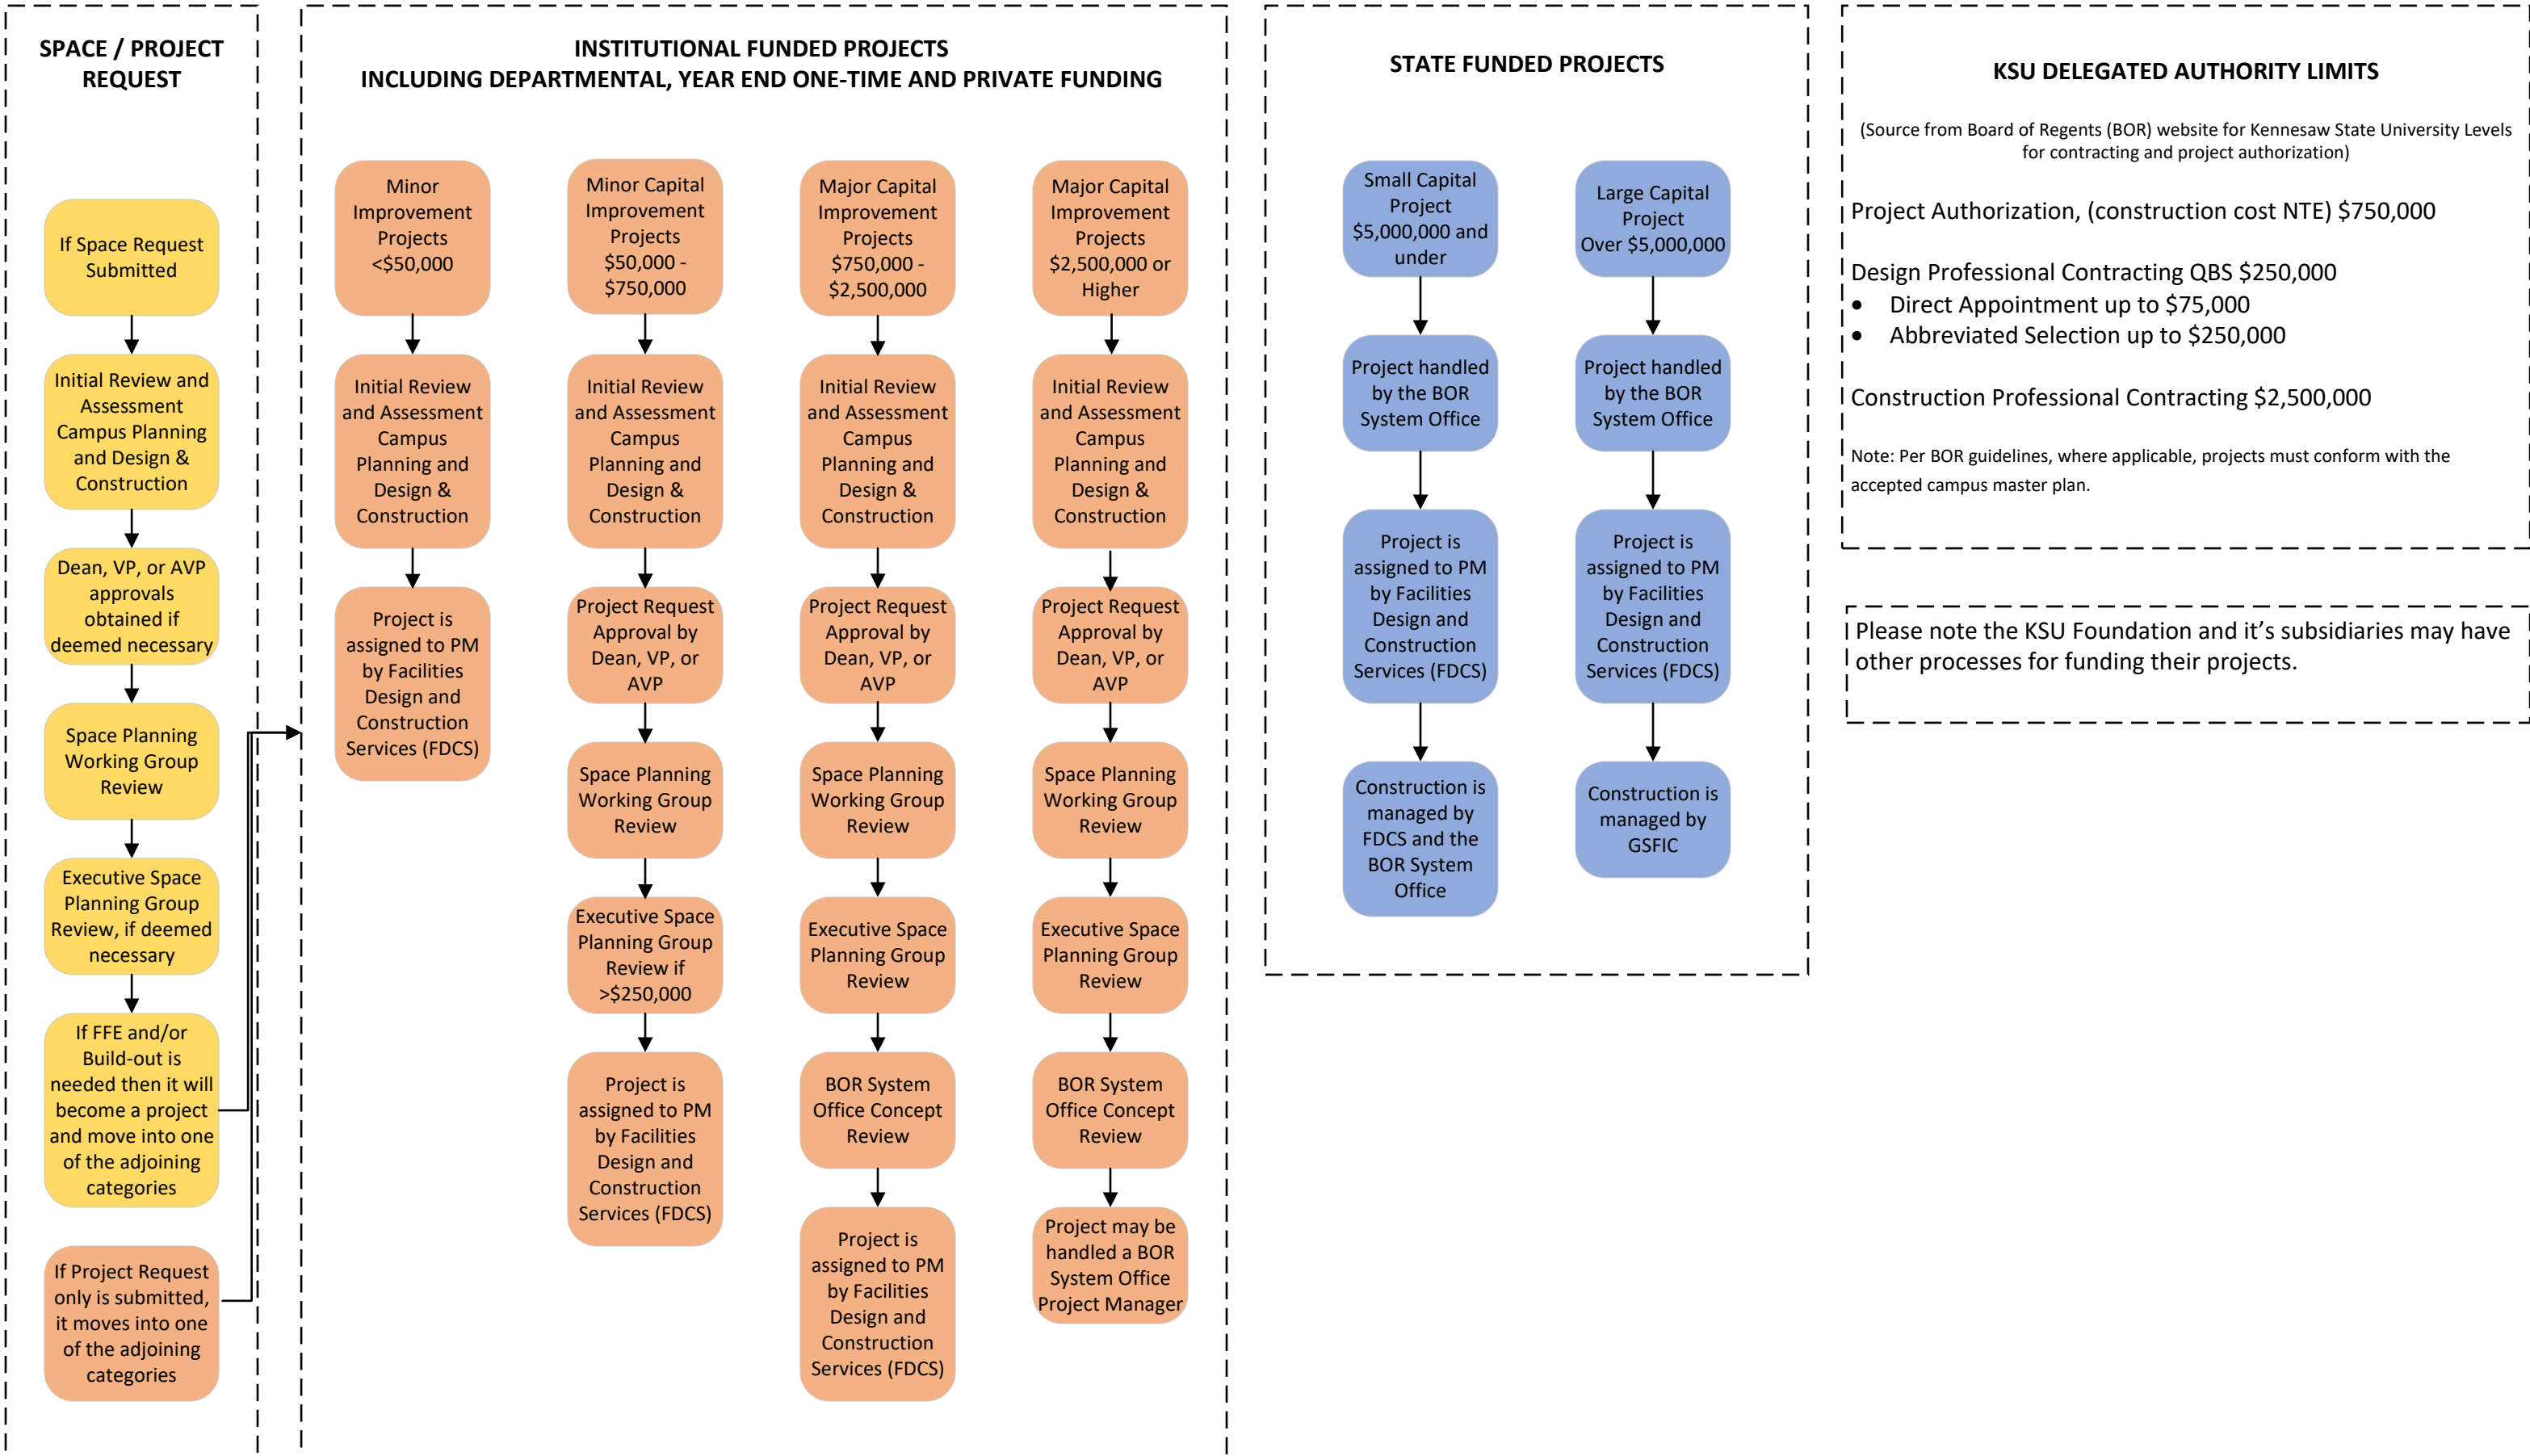 SPACE / PROJECT
REQUEST
If Space Request
Submitted
Initial Review and
Assessment
Campus Planning
and Design &
Construction
Dean, VP, or AVP
approvals
obtained if
deemed necessary
Space Planning
Working Group
Review
Executive Space
Planning Group
Review, if deemed
necessary
If FFE and/or
Build-out is
needed then it will
become a project
and move into one
of the adjoining
categories
If Project Request
only is submitted,
it moves into one
of the adjoining
categories
INSTITUTIONAL FUNDED PROJECTS
INCLUDING DEPARTMENTAL, YEAR END ONE-TIME AND PRIVATE FUNDING
Minor
Improvement
Projects
<$50,000
Initial Review
and Assessment
Campus
Planning and
Design &
Construction
Project is
assigned to PM
by Facilities
Design and
Construction
Services (FDCS)
Minor Capital
Improvement
Projects
$50,000 -
$750,000
Initial Review
and Assessment
Campus
Planning and
Design &
Construction
Project Request
Approval by
Dean, VP, or
AVP
Space Planning
Working Group
Review
Executive Space
Planning Group
Review if
>$250,000
Project is
assigned to PM
by Facilities
Design and
Construction
Services (FDCS)
Major Capital
Improvement
Projects
$750,000 -
$2,500,000
Initial Review
and Assessment
Campus
Planning and
Design &
Construction
Project Request
Approval by
Dean, VP, or
AVP
Space Planning
Working Group
Review
Executive Space
Planning Group
Review
BOR System
Office Concept
Review
Project is
assigned to PM
by Facilities
Design and
Construction
Services (FDCS)
Major Capital
Improvement
Projects
$2,500,000 or
Higher
Initial Review
and Assessment
Campus
Planning and
Design &
Construction
Project Request
Approval by
Dean, VP, or
AVP
Space Planning
Working Group
Review
Executive Space
Planning Group
Review
BOR System
Office Concept
Review
Project may be
handled a BOR
System Office
Project Manager
STATE FUNDED PROJECTS
Small Capital
Project
$5,000,000 and
under
Project handled
by the BOR
System Office
Project is
assigned to PM
by Facilities
Design and
Construction
Services (FDCS)
Construction is
managed by
FDCS and the
BOR System
Office
Large Capital
Project
Over $5,000,000
Project handled
by the BOR
System Office
Project is
assigned to PM
by Facilities
Design and
Construction
Services (FDCS)
Construction is
managed by
GSFIC
KSU DELEGATED AUTHORITY LIMITS
(Source from Board of Regents (BOR) website for Kennesaw State University Levels
for contracting and project authorization)
Project Authorization, (construction cost NTE) $750,000
Design Professional Contracting QBS $250,000
• Direct Appointment up to $75,000
• Abbreviated Selection up to $250,000
Construction Professional Contracting $2,500,000
Note: Per BOR guidelines, where applicable, projects must conform with the
accepted campus master plan.
Please note the KSU Foundation and it’s subsidiaries may have
other processes for funding their projects.